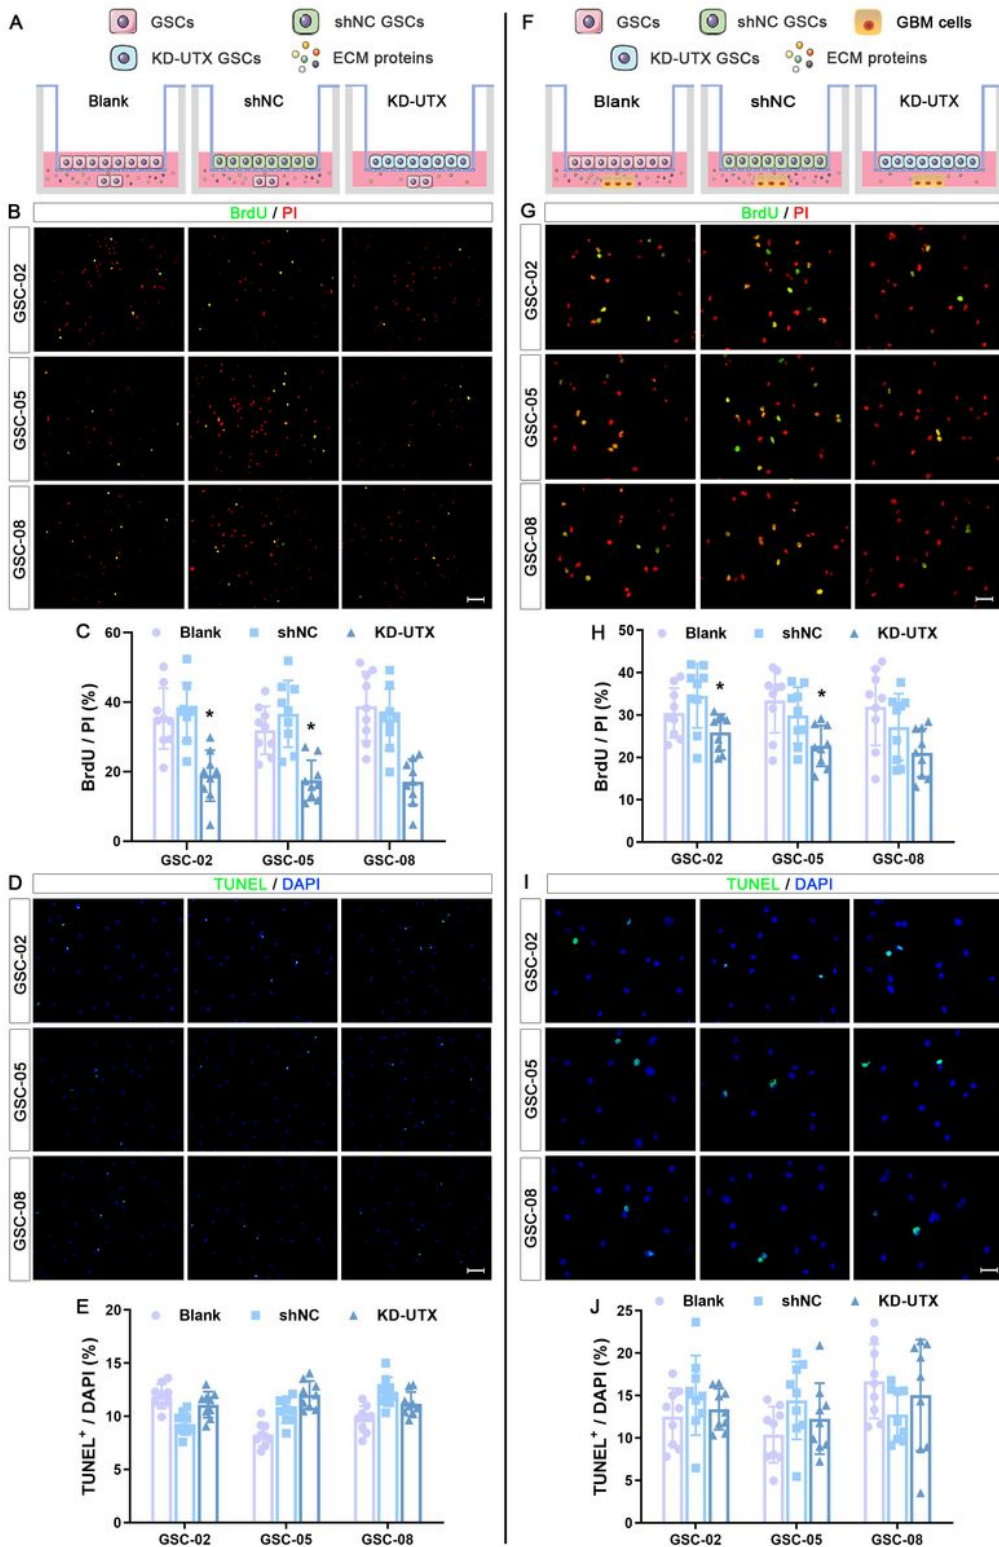 A
GSCs
shNC GSCs
KD-UTX GSCs
ECM proteins
Blank
shNC
KD-UTX
B
BrdU / PI
GSC-02
GSC-05
GSC-08
C
Blank
shNC
KD-UTX
BrdU / PI (%)
60
40
20
0
*
*
GSC-02
GSC-05
GSC-08
D
TUNEL / DAPI
GSC-02
GSC-05
GSC-08
E
Blank
shNC
KD-UTX
TUNEL⁺ / DAPI (%)
20
15
10
5
0
GSC-02
GSC-05
GSC-08
F
GSCs
shNC GSCs
GBM cells
KD-UTX GSCs
ECM proteins
Blank
shNC
KD-UTX
G
BrdU / PI
GSC-02
GSC-05
GSC-08
H
Blank
shNC
KD-UTX
BrdU / PI (%)
50
40
30
20
10
0
*
*
GSC-02
GSC-05
GSC-08
I
TUNEL / DAPI
GSC-02
GSC-05
GSC-08
J
Blank
shNC
KD-UTX
TUNEL⁺ / DAPI (%)
25
20
15
10
5
0
GSC-02
GSC-05
GSC-08